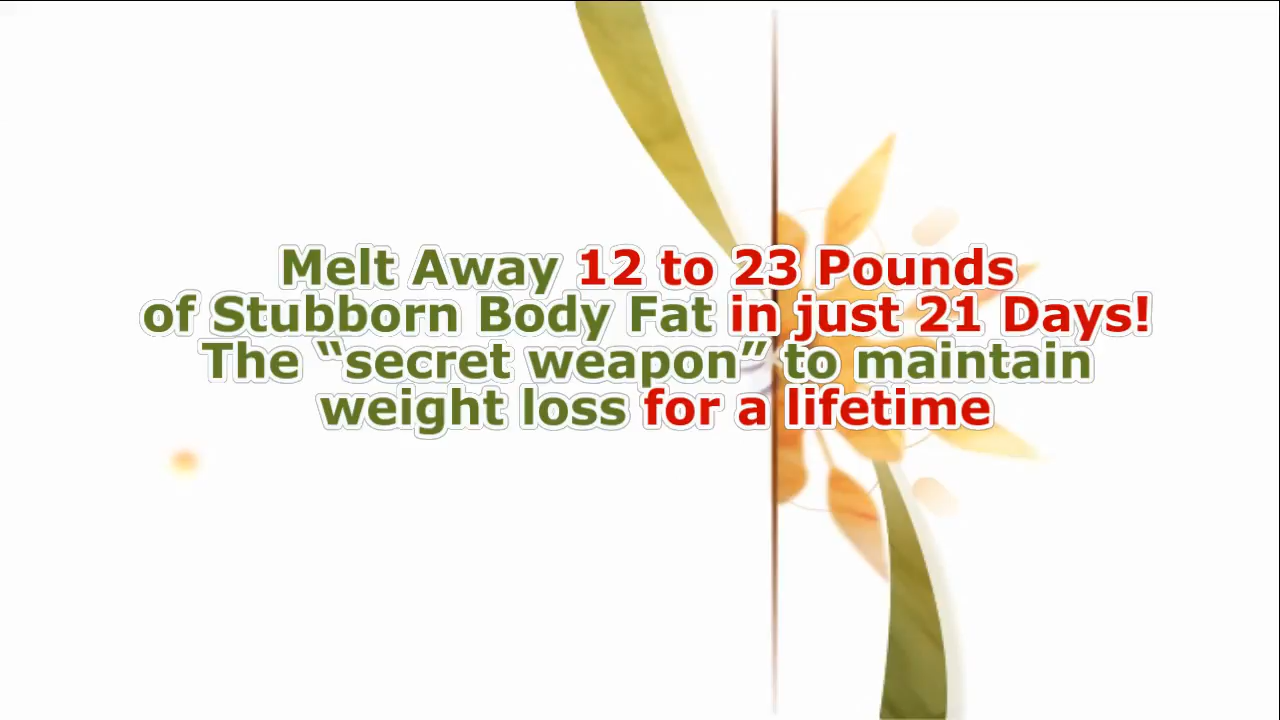 Melt Away 12 to 23 Pounds
of Stubborn Body Fat in just 21 Days!
The “secret weapon” to maintain
weight loss for a lifetime